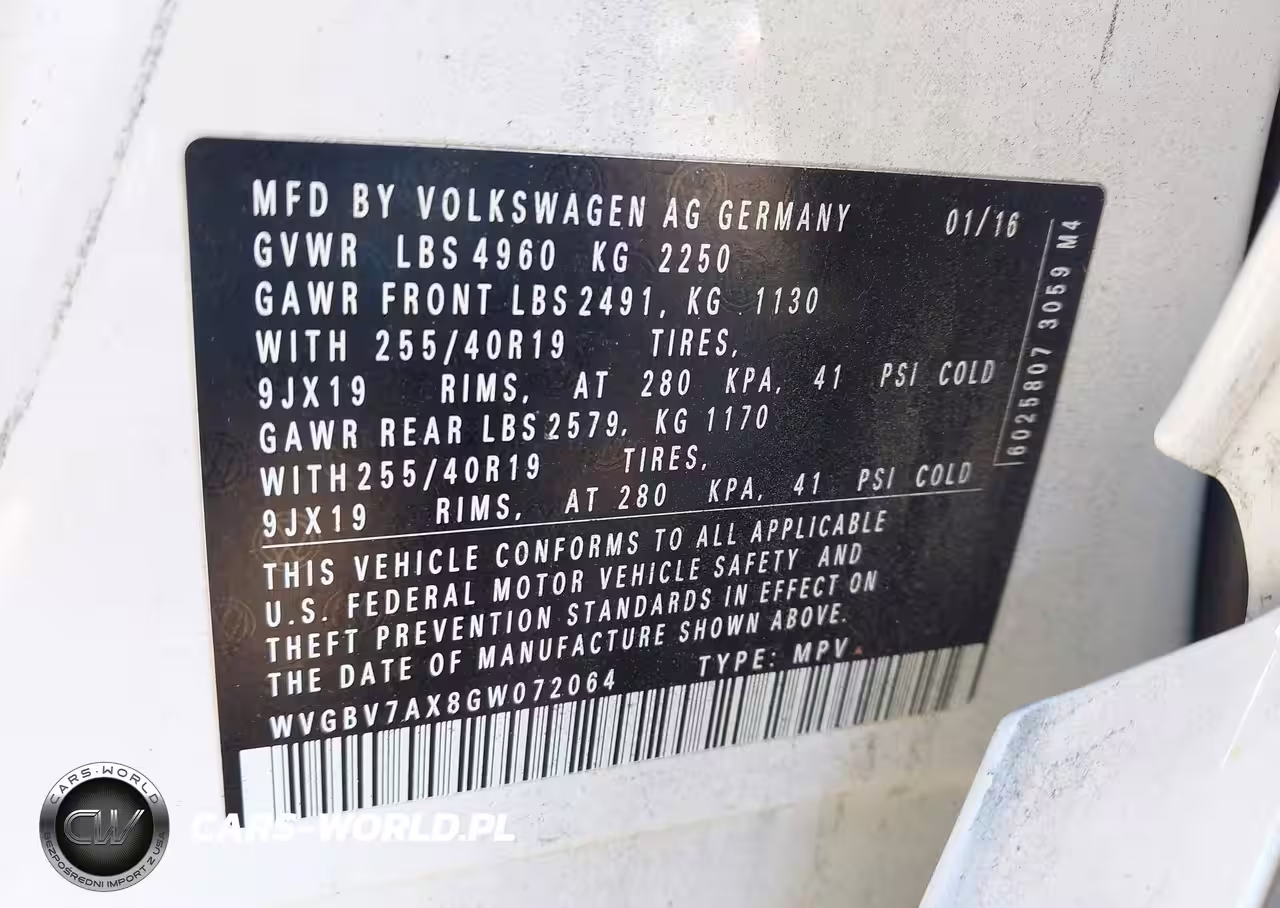 MFD BY VOLKSWAGEN AG GERMANY 01/16
GVWR LBS 4960 KG 2250
GAWR FRONT LBS 2491, KG 1130
WITH 255/40R19 TIRES,
9JX19 RIMS, AT 280 KPA, 41 PSI COLD
GAWR REAR LBS 2579, KG 1170
WITH 255/40R19 TIRES,
9JX19 RIMS, AT 280 KPA, 41 PSI COLD
6025807 3059 M4
THIS VEHICLE CONFORMS TO ALL APPLICABLE
U.S. FEDERAL MOTOR VEHICLE SAFETY AND
THEFT PREVENTION STANDARDS IN EFFECT ON
THE DATE OF MANUFACTURE SHOWN ABOVE.
WVGBV7AX8GW072064 TYPE: MPV
CARS-WORLD
CW
BEZPOŚREDNI IMPORT Z USA
CARS-WORLD.PL